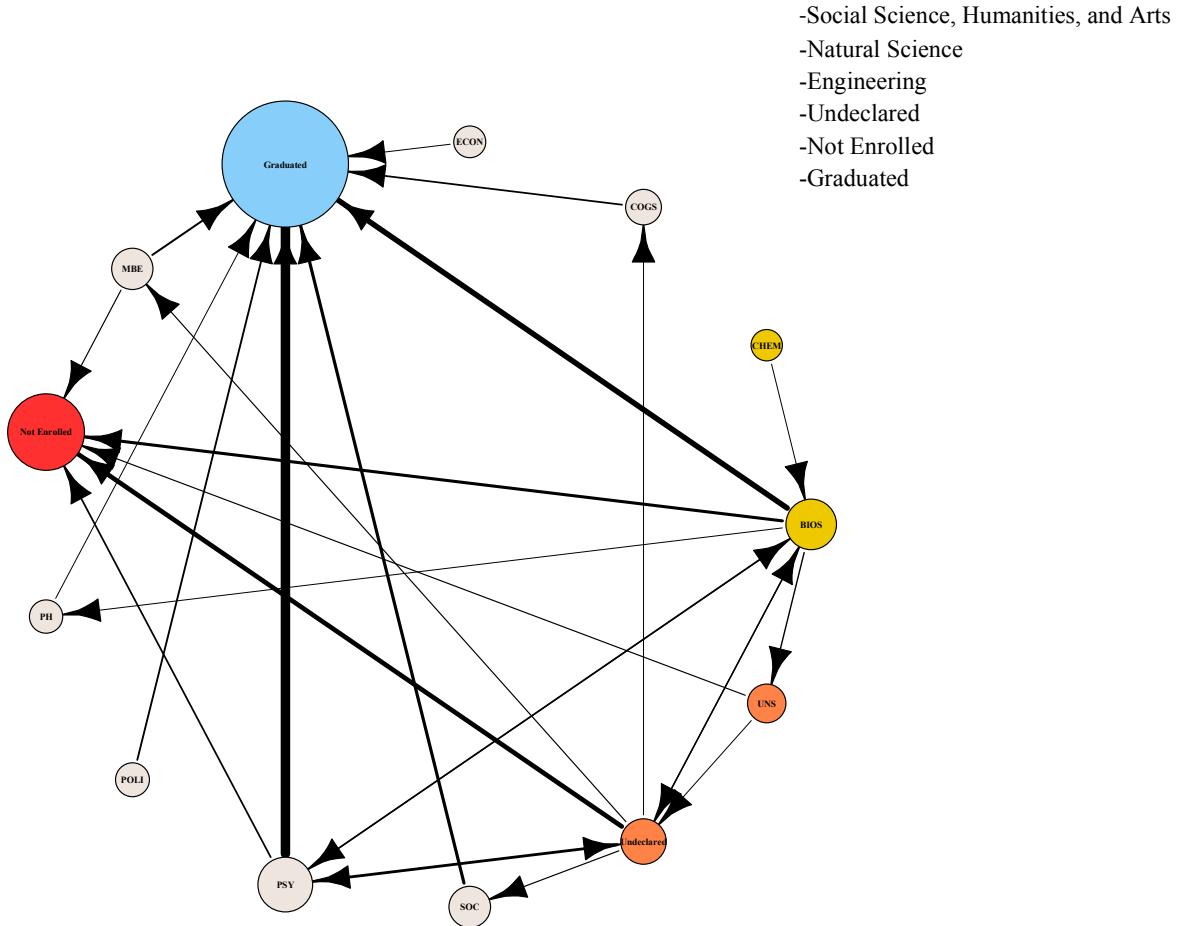 -Social Science, Humanities, and Arts
-Natural Science
-Engineering
-Undeclared
-Not Enrolled
-Graduated
ECON
Graduated
COGS
MBE
CHEM
Not Enrolled
BIOS
PH
UNS
POLI
Undeclared
PSY
SOC